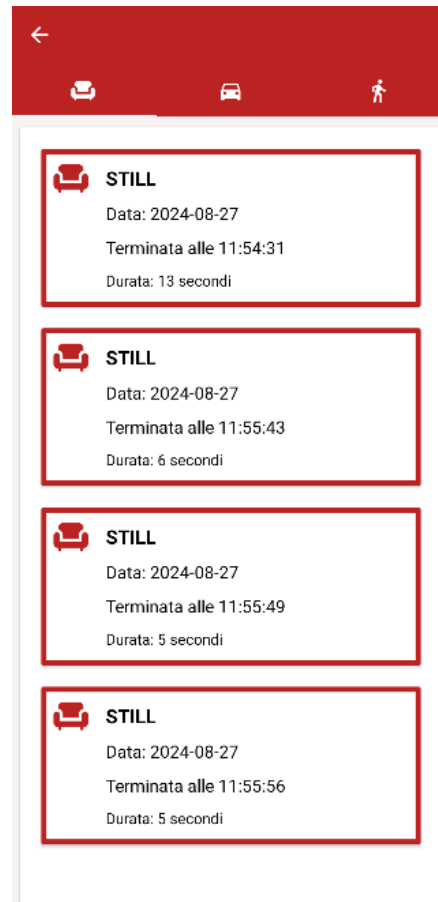 STILL
Data: 2024-08-27
Terminata alle 11:54:31
Durata: 13 secondi
STILL
Data: 2024-08-27
Terminata alle 11:55:43
Durata: 6 secondi
STILL
Data: 2024-08-27
Terminata alle 11:55:49
Durata: 5 secondi
STILL
Data: 2024-08-27
Terminata alle 11:55:56
Durata: 5 secondi